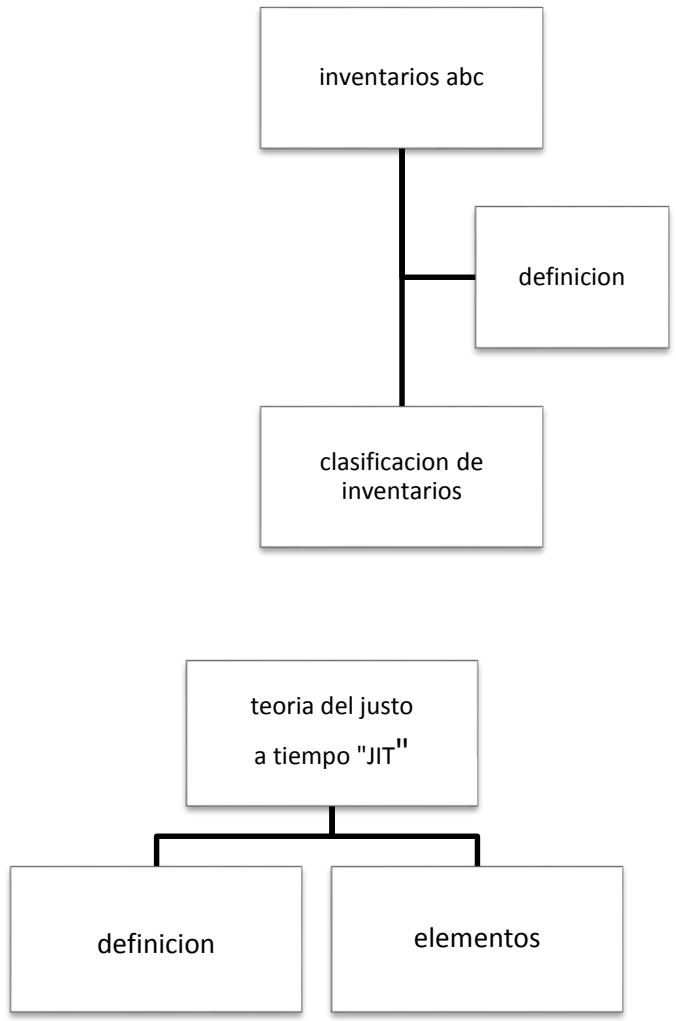 inventarios abc
definicion
clasificacion de
inventarios
teoria del justo
a tiempo "JIT"
definicion
elementos